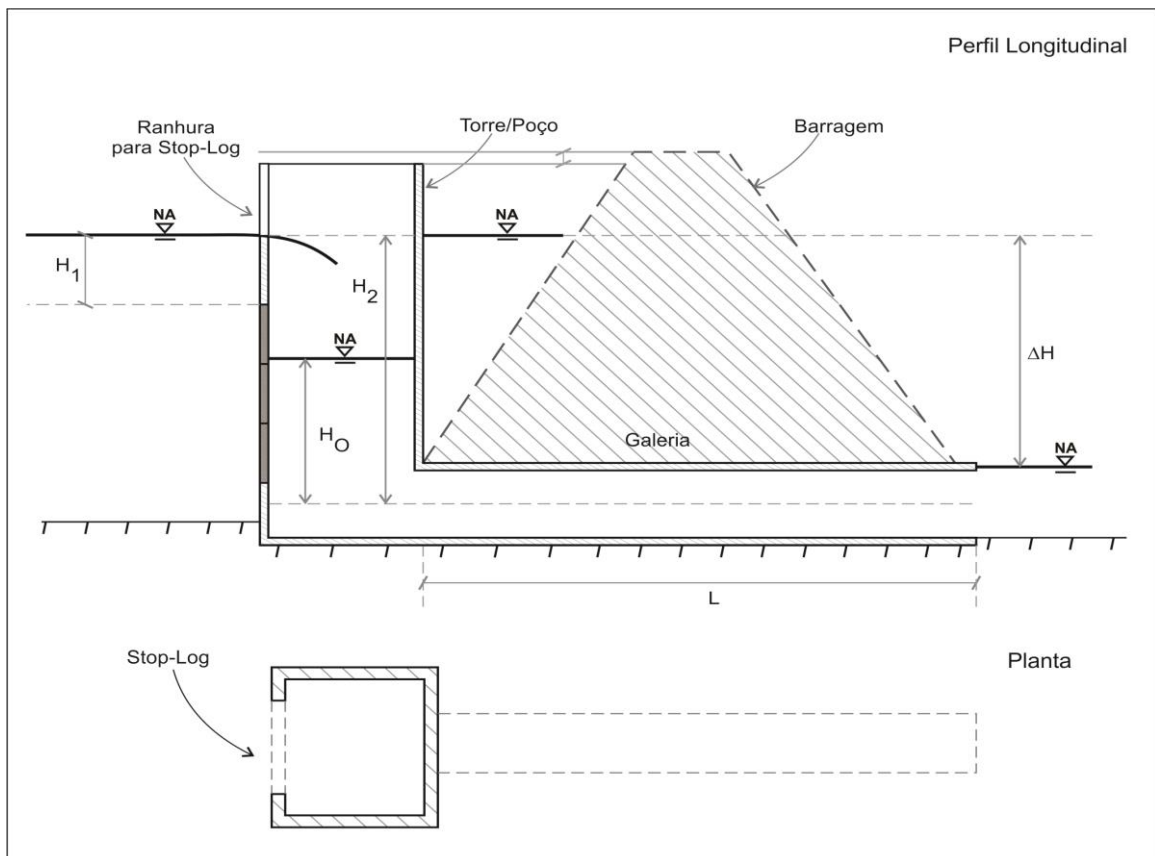 Perfil Longitudinal
Ranhura
para Stop-Log
Torre/Poço
Barragem
NA
NA
H1
H2
NA
ΔH
HO
Galeria
NA
L
Stop-Log
Planta